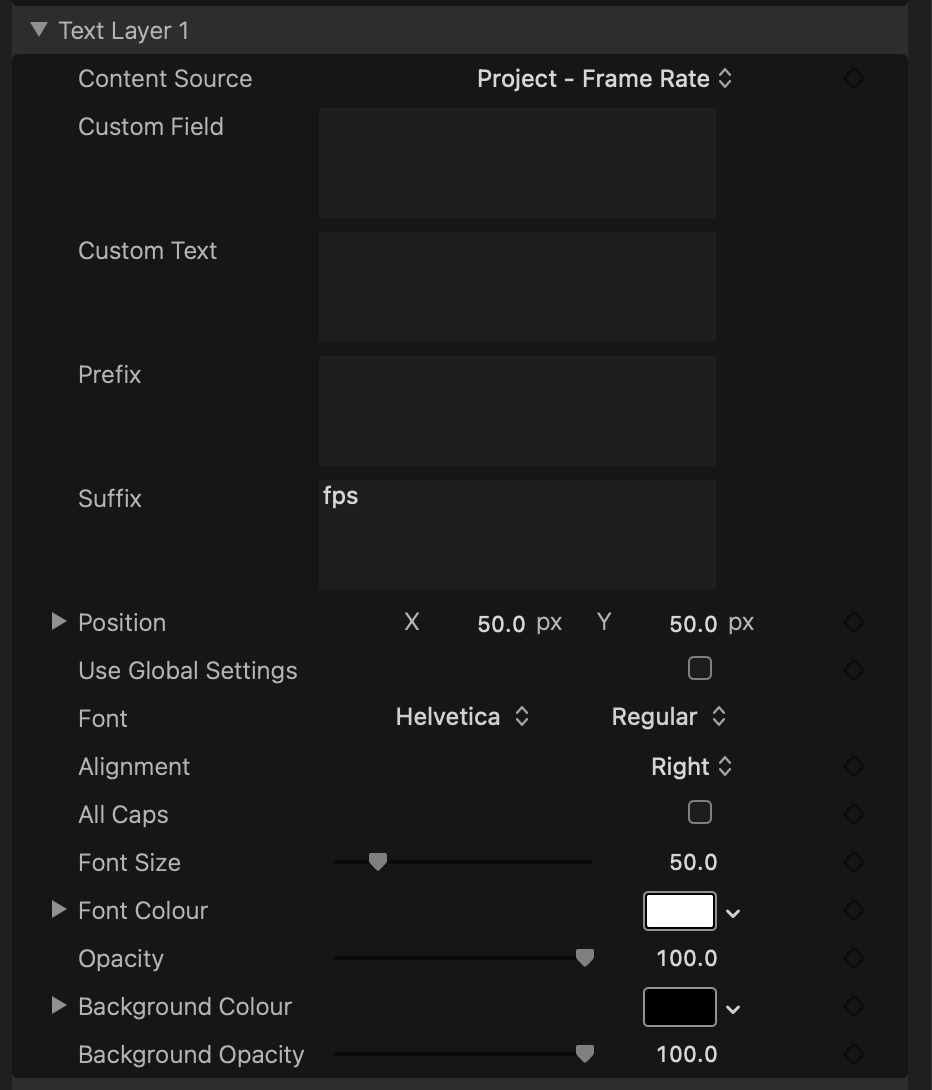 Text Layer 1
Content Source Project - Frame Rate
Custom Field
Custom Text
Prefix
Suffix fps
Position X 50.0 px Y 50.0 px
Use Global Settings
Font Helvetica Regular
Alignment Right
All Caps
Font Size 50.0
Font Colour
Opacity 100.0
Background Colour
Background Opacity 100.0